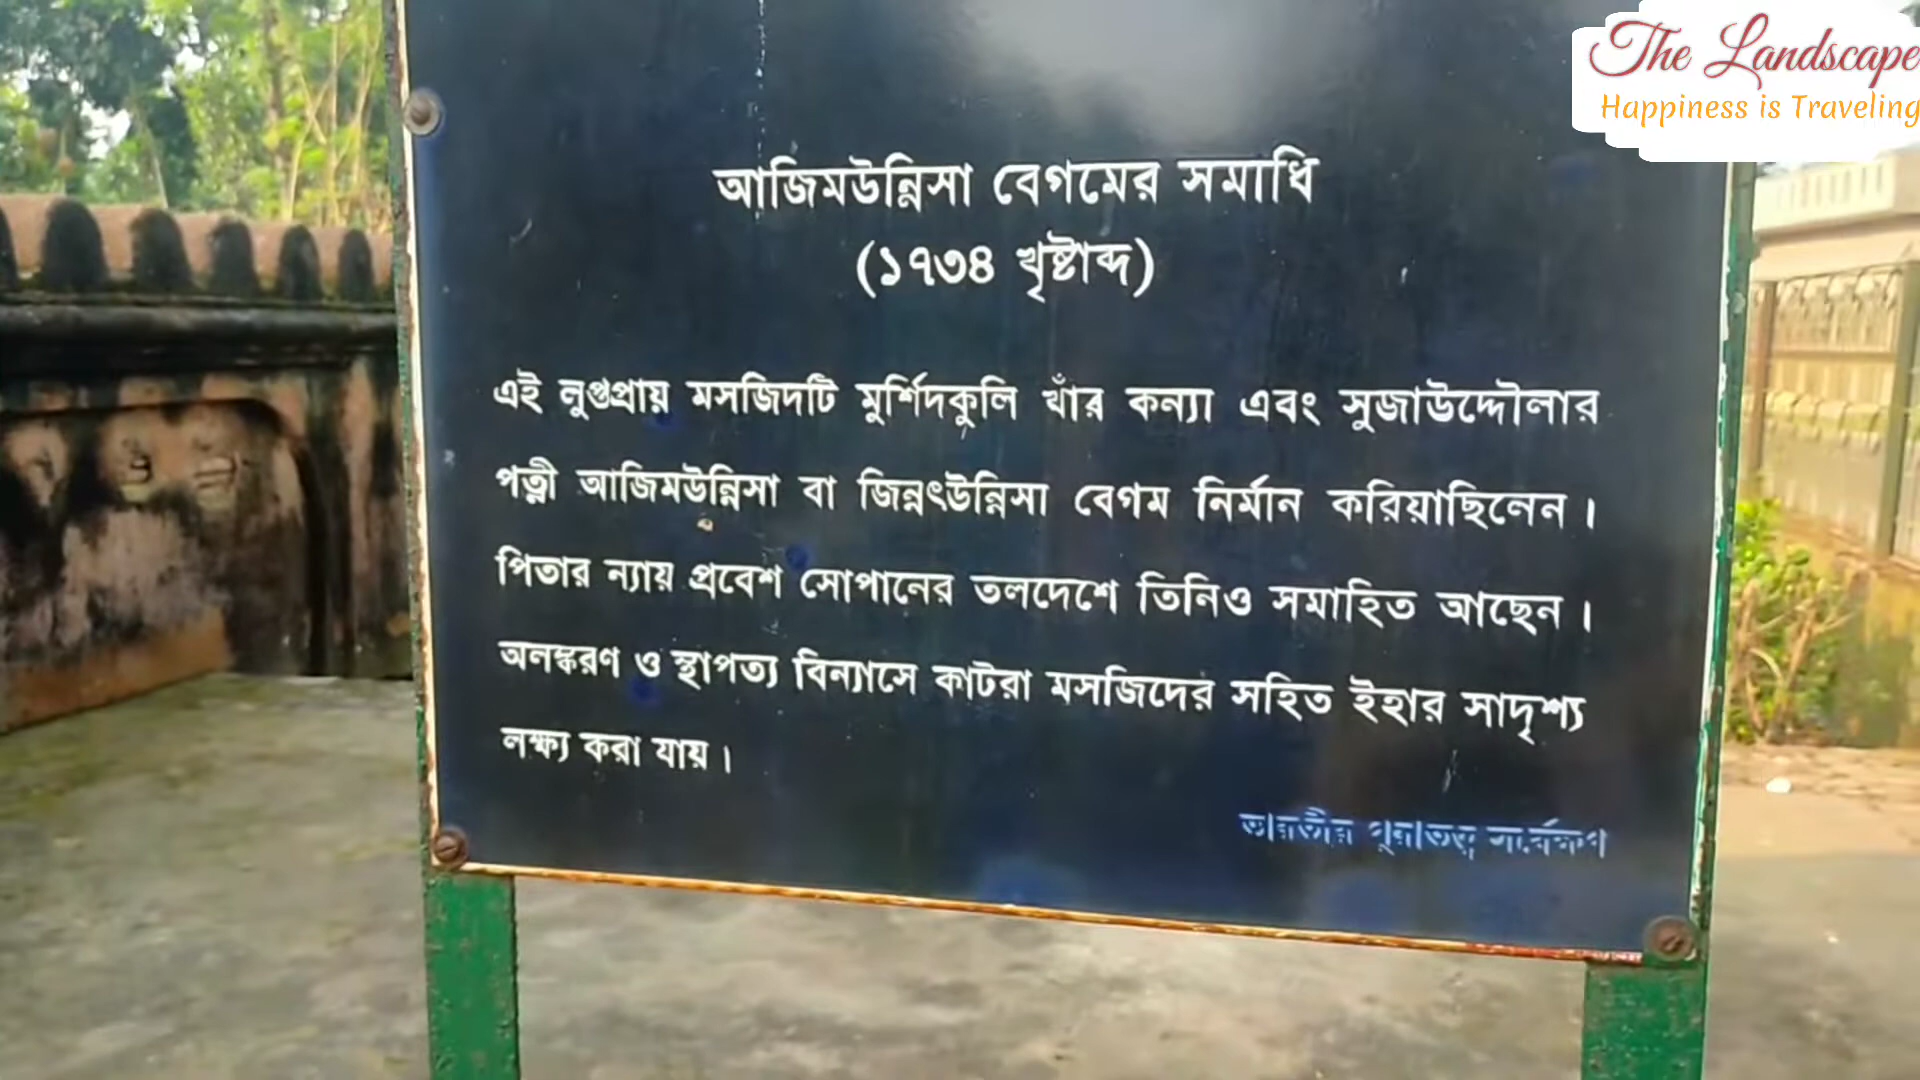 The Landscape
Happiness is Traveling
আজিমউন্নিসা বেগমের সমাধি
(১৭৩৪ খৃষ্টাব্দ)
এই লুপ্তপ্রায় মসজিদটি মুর্শিদকুলি খাঁর কন্যা এবং সুজাউদ্দৌলার
পত্নী আজিমউন্নিসা বা জিন্নৎউন্নিসা বেগম নির্মান করিয়াছিলেন।
পিতার ন্যায় প্রবেশ সোপানের তলদেশে তিনিও সমাহিত আছেন।
অলঙ্করণ ও স্থাপত্য বিন্যাসে কাটরা মসজিদের সহিত ইহার সাদৃশ্য
লক্ষ্য করা যায়।
ভারতীয় পুরাতত্ত্ব সর্বেক্ষণ